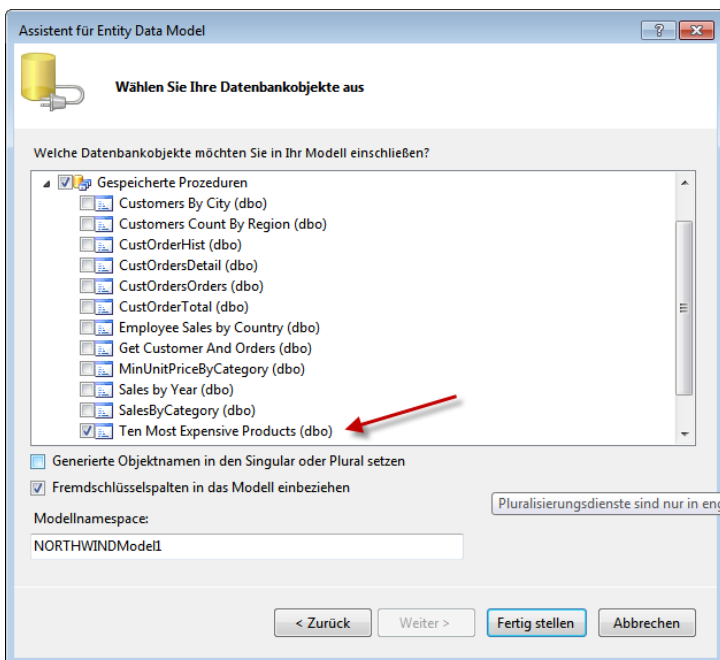 Assistent für Entity Data Model
Wählen Sie Ihre Datenbankobjekte aus
Welche Datenbankobjekte möchten Sie in Ihr Modell einschließen?
Gespeicherte Prozeduren
Customers By City (dbo)
Customers Count By Region (dbo)
CustOrderHist (dbo)
CustOrdersDetail (dbo)
CustOrdersOrders (dbo)
CustOrderTotal (dbo)
Employee Sales by Country (dbo)
Get Customer And Orders (dbo)
MinUnitPriceByCategory (dbo)
Sales by Year (dbo)
SalesByCategory (dbo)
Ten Most Expensive Products (dbo)
Generierte Objektnamen in den Singular oder Plural setzen
Fremdschlüsselspalten in das Modell einbeziehen
Pluralisierungsdienste sind nur in eng
Modellnamespace:
NORTHWINDModel1
< Zurück Weiter > Fertig stellen Abbrechen